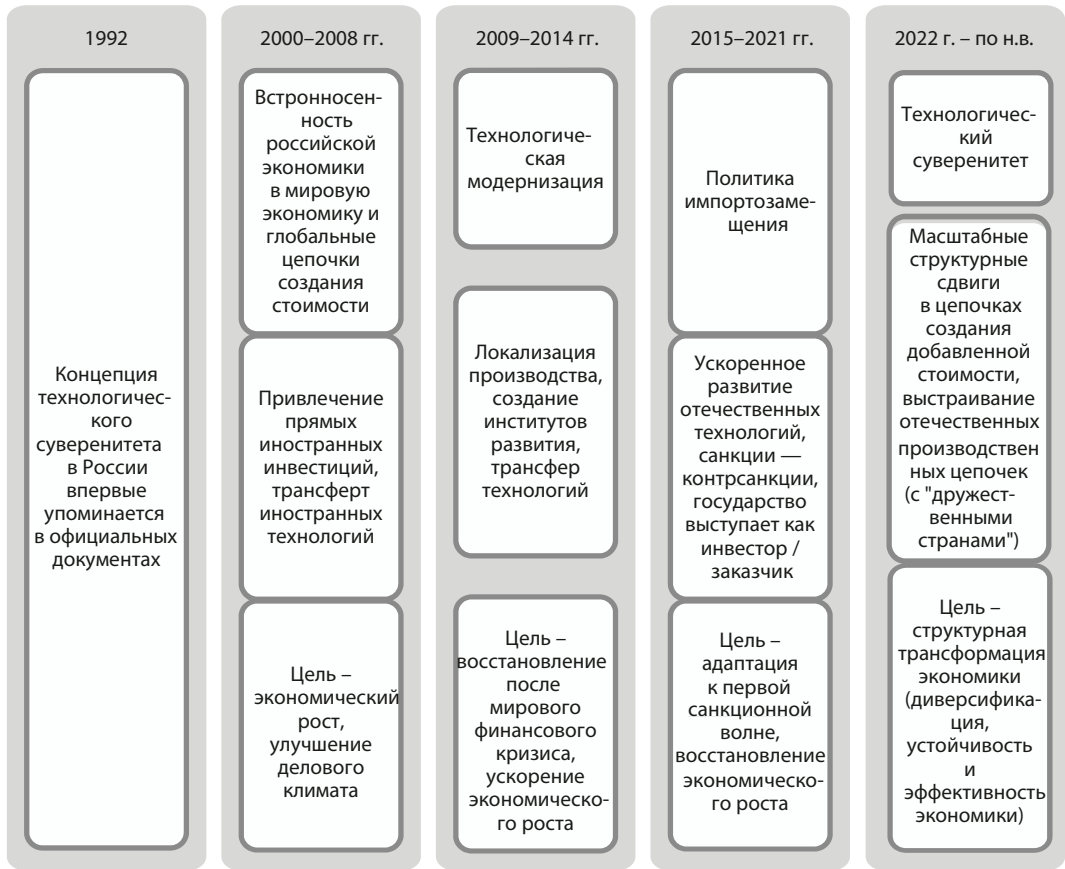 1992
Концепция
технологичес-
кого
суверенитета
в России
впервые
упоминается
в официальных
документах
2000–2008 гг.
Встронносен-
ность
российской
экономики
в мировую
экономику и
глобальные
цепочки
создания
стоимости
Привлечение
прямых
иностранных
инвестиций,
трансферт
иностранных
технологий
Цель –
экономический
рост,
улучшение
делового
климата
2009–2014 гг.
Технологиче-
ская
модернизация
Локализация
производства,
создание
институтов
развития,
трансфер
технологий
Цель –
восстановление
после
мирового
финансового
кризиса,
ускорение
экономическо-
го роста
2015–2021 гг.
Политика
импортозаме-
щения
Ускоренное
развитие
отечественных
технологий,
санкции —
контрсанкции,
государство
выступает как
инвестор /
заказчик
Цель –
адаптация
к первой
санкционной
волне,
восстановление
экономическо-
го роста
2022 г. – по н.в.
Технологичес-
кий
суверенитет
Масштабные
структурные
сдвиги
в цепочках
создания
добавленной
стоимости,
выстраивание
отечественных
производствен
ных цепочек
(с "дружест-
венными
странами")
Цель –
структурная
трансформация
экономики
(диверсифика-
ция,
устойчивость
и
эффективность
экономики)